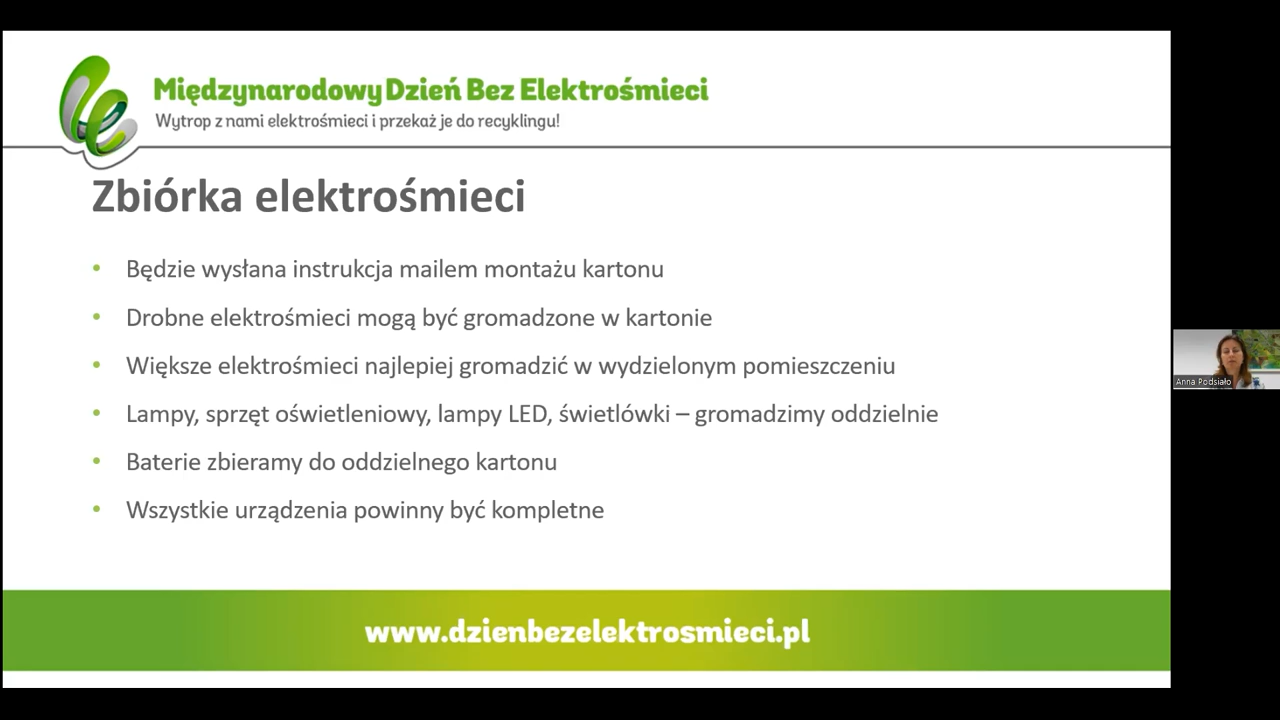 Międzynarodowy Dzień Bez Elektrośmieci
Wytrop z nami elektrośmieci i przekaż je do recyklingu!
Zbiórka elektrośmieci
• Będzie wysłana instrukcja mailem montażu kartonu
• Drobne elektrośmieci mogą być gromadzone w kartonie
• Większe elektrośmieci najlepiej gromadzić w wydzielonym pomieszczeniu
• Lampy, sprzęt oświetleniowy, lampy LED, świetlówki – gromadzimy oddzielnie
• Baterie zbieramy do oddzielnego kartonu
• Wszystkie urządzenia powinny być kompletne
www.dzienbezelektrosmieci.pl
Anna Podsiało